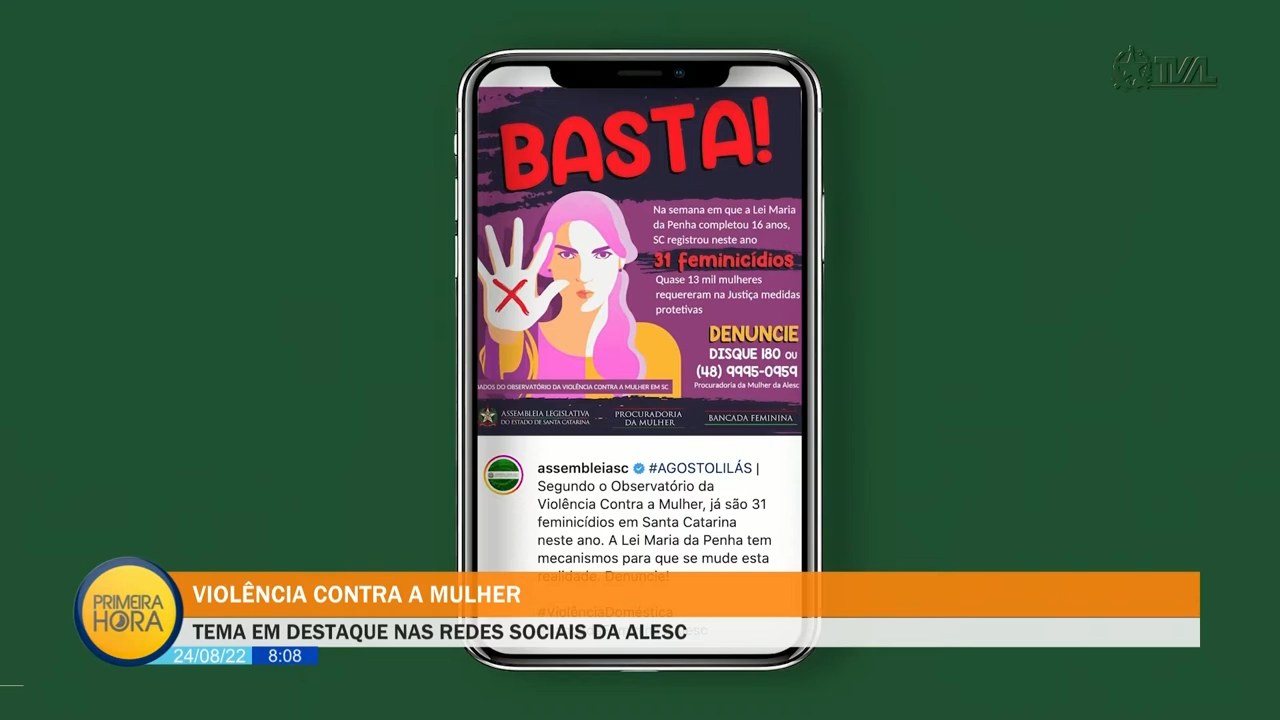 TVAL
BASTA!
Na semana em que a Lei Maria
da Penha completou 16 anos,
SC registrou neste ano
31 feminicídios
Quase 13 mil mulheres
requereram na Justiça medidas
protetivas
DENUNCIE
DISQUE 180 OU
(48) 9995-0959
Procuradoria da Mulher da Alesc
DADOS DO OBSERVATÓRIO DA VIOLÊNCIA CONTRA A MULHER EM SC
ASSEMBLEIA LEGISLATIVA
DO ESTADO DE SANTA CATARINA
PROCURADORIA
DA MULHER
BANCADA FEMININA
assembleiasc #AGOSTOLILÁS |
Segundo o Observatório da
Violência Contra a Mulher, já são 31
feminicídios em Santa Catarina
neste ano. A Lei Maria da Penha tem
mecanismos para que se mude esta
realidade. Denuncie!
#ViolênciaDoméstica
PRIMEIRA
HORA
VIOLÊNCIA CONTRA A MULHER
TEMA EM DESTAQUE NAS REDES SOCIAIS DA ALESC
24/08/22 8:08